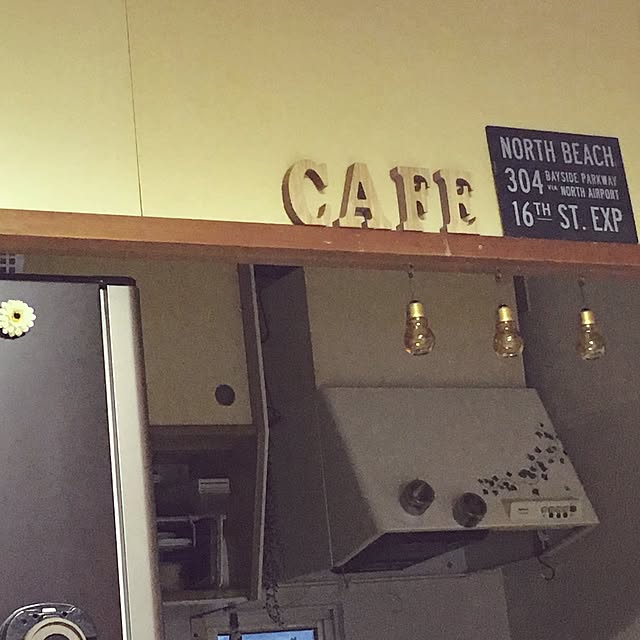 CAFE
NORTH BEACH
304 BAYSIDE PARKWAY
VIA NORTH AIRPORT
16TH ST. EXP